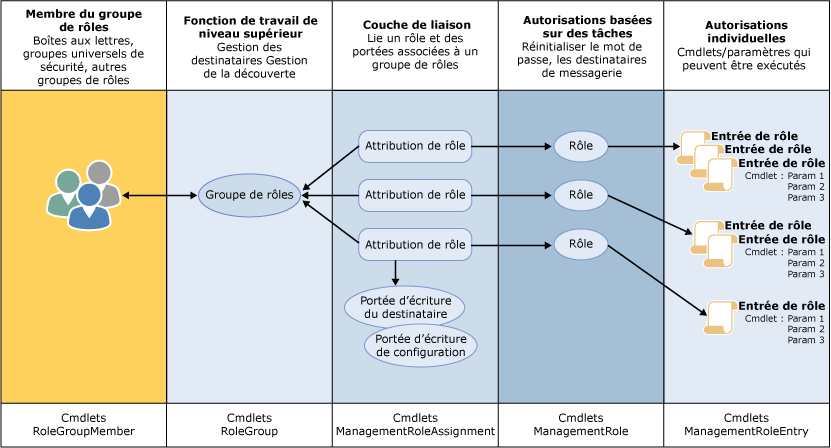 Membre du groupe
de rôles
Boîtes aux lettres,
groupes universels de
sécurité, autres
groupes de rôles
Fonction de travail de
niveau supérieur
Gestion des
destinataires Gestion
de la découverte
Couche de liaison
Lie un rôle et des
portées associées à un
groupe de rôles
Autorisations basées
sur des tâches
Réinitialiser le mot de
passe, les destinataires
de messagerie
Autorisations
individuelles
Cmdlets/paramètres qui
peuvent être exécutés
Groupe de rôles
Attribution de rôle
Attribution de rôle
Attribution de rôle
Portée d'écriture
du destinataire
Portée d'écriture
de configuration
Rôle
Rôle
Rôle
Entrée de rôle
Entrée de rôle
Entrée de rôle
Cmdlet : Param 1
Param 2
Param 3
Entrée de rôle
Entrée de rôle
Cmdlet : Param 1
Param 2
Param 3
Entrée de rôle
Cmdlet : Param 1
Param 2
Param 3
Cmdlets
RoleGroupMember
Cmdlets
RoleGroup
Cmdlets
ManagementRoleAssignment
Cmdlets
ManagementRole
Cmdlets
ManagementRoleEntry